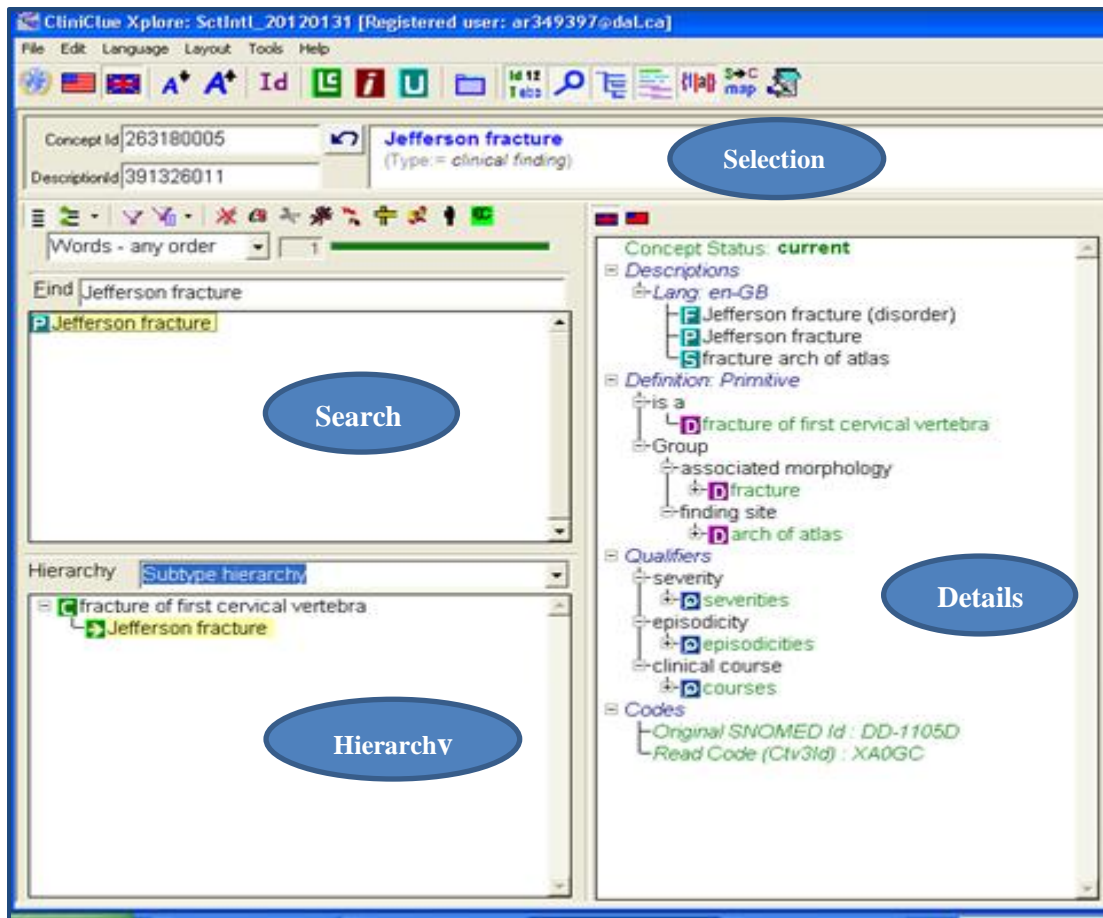 CliniClue Xplore: SctIntl_20120131 [Registered user: ar349397@dal.ca]
File Edit Language Layout Tools Help
A A Id LC i U Id 12 Tabs {!|a|} S→C map
Concept Id 263180005
Jefferson fracture
(Type:= clinical finding)
DescriptionId 391326011
Selection
Words - any order 1
Find Jefferson fracture
P Jefferson fracture
Search
Hierarchy Subtype hierarchy
C fracture of first cervical vertebra
Jefferson fracture
Hierarchy
Concept Status: current
Descriptions
Lang: en-GB
F Jefferson fracture (disorder)
P Jefferson fracture
S fracture arch of atlas
Definition: Primitive
is a
D fracture of first cervical vertebra
Group
associated morphology
D fracture
finding site
D arch of atlas
Qualifiers
severity
Q severities
episodicity
Q episodicities
clinical course
Q courses
Codes
Original SNOMED Id : DD-1105D
Read Code (Ctv3Id) : XA0GC
Details